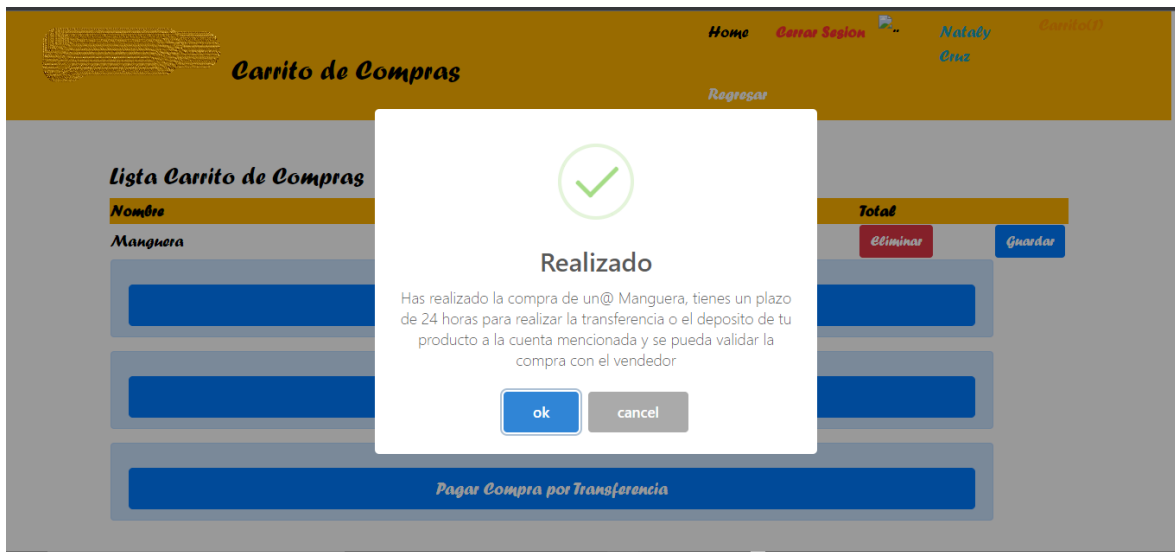 Home Cerrar Sesion .. Nataly Carrito(1)
Cruz
Carrito de Compras
Regresar
Lista Carrito de Compras
Nombre Total
Manguera Eliminar Guardar
Realizado
Has realizado la compra de un@ Manguera, tienes un plazo
de 24 horas para realizar la transferencia o el deposito de tu
producto a la cuenta mencionada y se pueda validar la
compra con el vendedor
ok cancel
Pagar Compra por Transferencia